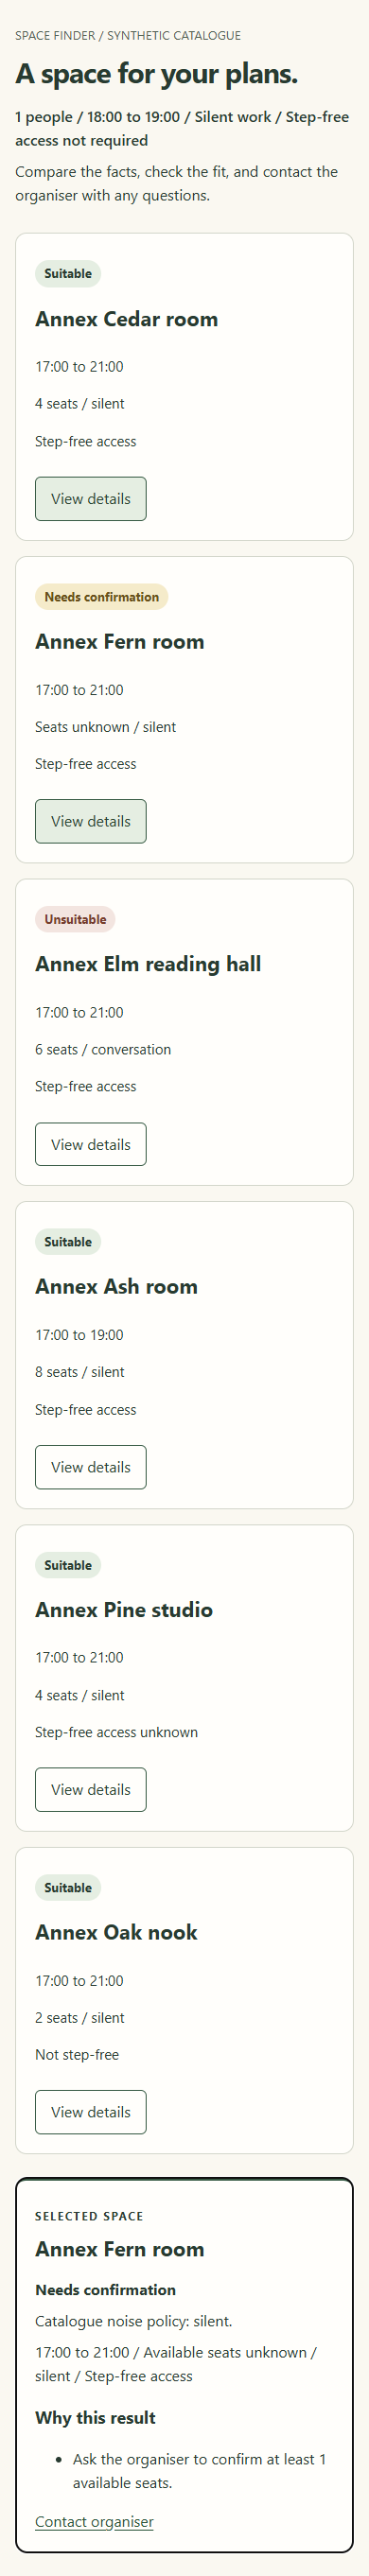 SPACE FINDER / SYNTHETIC CATALOGUE
A space for your plans.
1 people / 18:00 to 19:00 / Silent work / Step-free
access not required
Compare the facts, check the fit, and contact the
organiser with any questions.
Suitable
Annex Cedar room
17:00 to 21:00
4 seats / silent
Step-free access
View details
Needs confirmation
Annex Fern room
17:00 to 21:00
Seats unknown / silent
Step-free access
View details
Unsuitable
Annex Elm reading hall
17:00 to 21:00
6 seats / conversation
Step-free access
View details
Suitable
Annex Ash room
17:00 to 19:00
8 seats / silent
Step-free access
View details
Suitable
Annex Pine studio
17:00 to 21:00
4 seats / silent
Step-free access unknown
View details
Suitable
Annex Oak nook
17:00 to 21:00
2 seats / silent
Not step-free
View details
SELECTED SPACE
Annex Fern room
Needs confirmation
Catalogue noise policy: silent.
17:00 to 21:00 / Available seats unknown /
silent / Step-free access
Why this result
• Ask the organiser to confirm at least 1
available seats.
Contact organiser